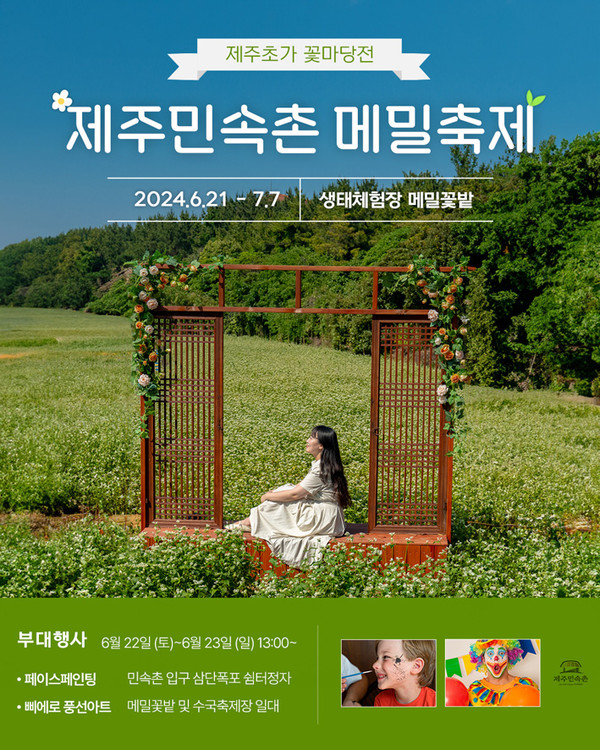 제주초가 꽃마당전
제주민속촌 메밀축제
2024.6.21 - 7.7 생태체험장 메밀꽃밭
부대행사 6월 22일 (토)~6월 23일 (일) 13:00~
• 페이스페인팅 민속촌 입구 삼단폭포 쉼터정자
• 삐에로 풍선아트 메밀꽃밭 및 수국축제장 일대
제주민속촌